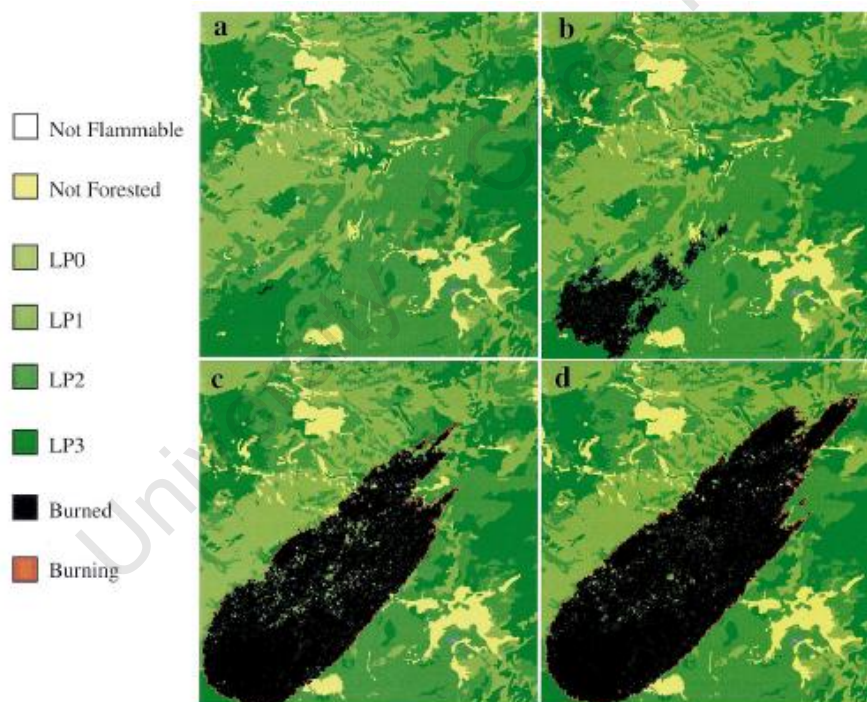 a
b
Not Flammable
Not Forested
LP0
LP1
LP2
LP3
Burned
Burning
c
d